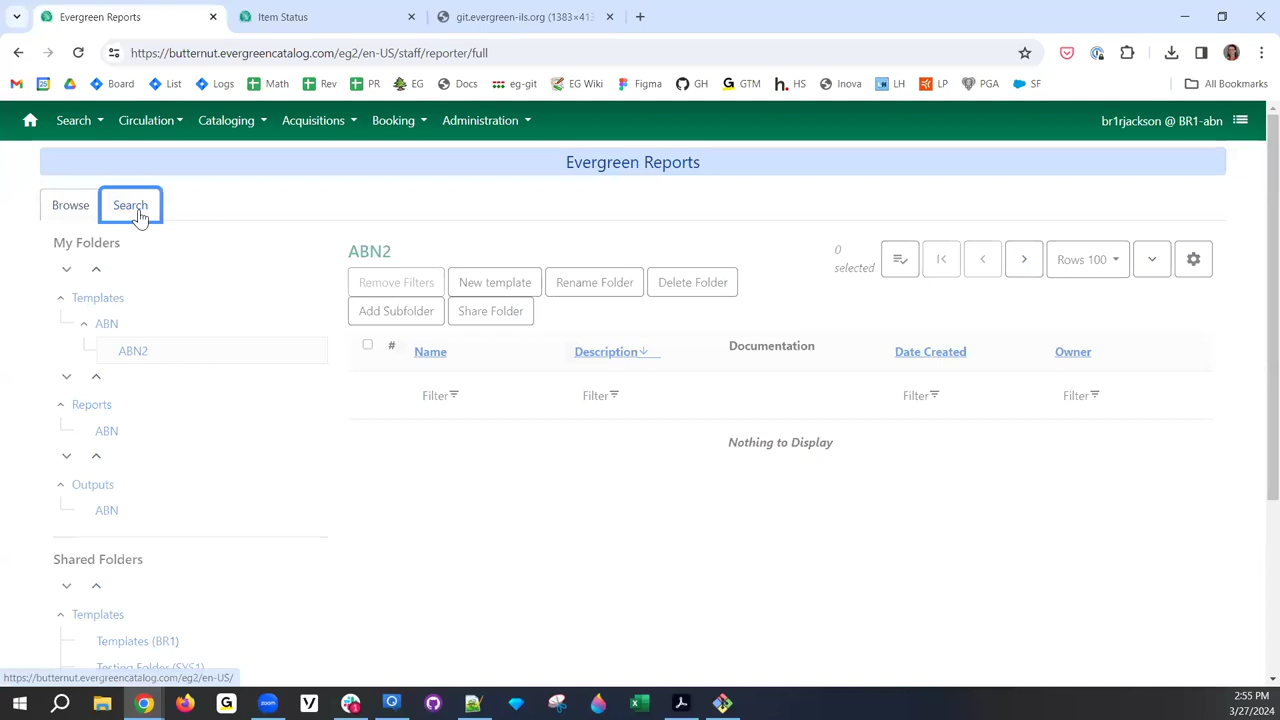 Evergreen Reports
Item Status
git.evergreen-ils.org (1383×413
https://butternut.evergreencatalog.com/eg2/en-US/staff/reporter/full
Board
List
Logs
Math
Rev
PR
EG
Docs
eg-git
EG Wiki
Figma
GH
GTM
HS
Inova
LH
LP
PGA
SF
All Bookmarks
Search
Circulation
Cataloging
Acquisitions
Booking
Administration
br1rjackson @ BR1-abn
Evergreen Reports
Browse
Search
My Folders
Templates
ABN
ABN2
Reports
ABN
Outputs
ABN
Shared Folders
Templates
Templates (BR1)
Testing Folder (SYS1)
ABN2
0
selected
Rows 100
Remove Filters
New template
Rename Folder
Delete Folder
Add Subfolder
Share Folder
#
Name
Description
Documentation
Date Created
Owner
Filter
Filter
Filter
Filter
Nothing to Display
https://butternut.evergreencatalog.com/eg2/en-US/
2:55 PM
3/27/2024